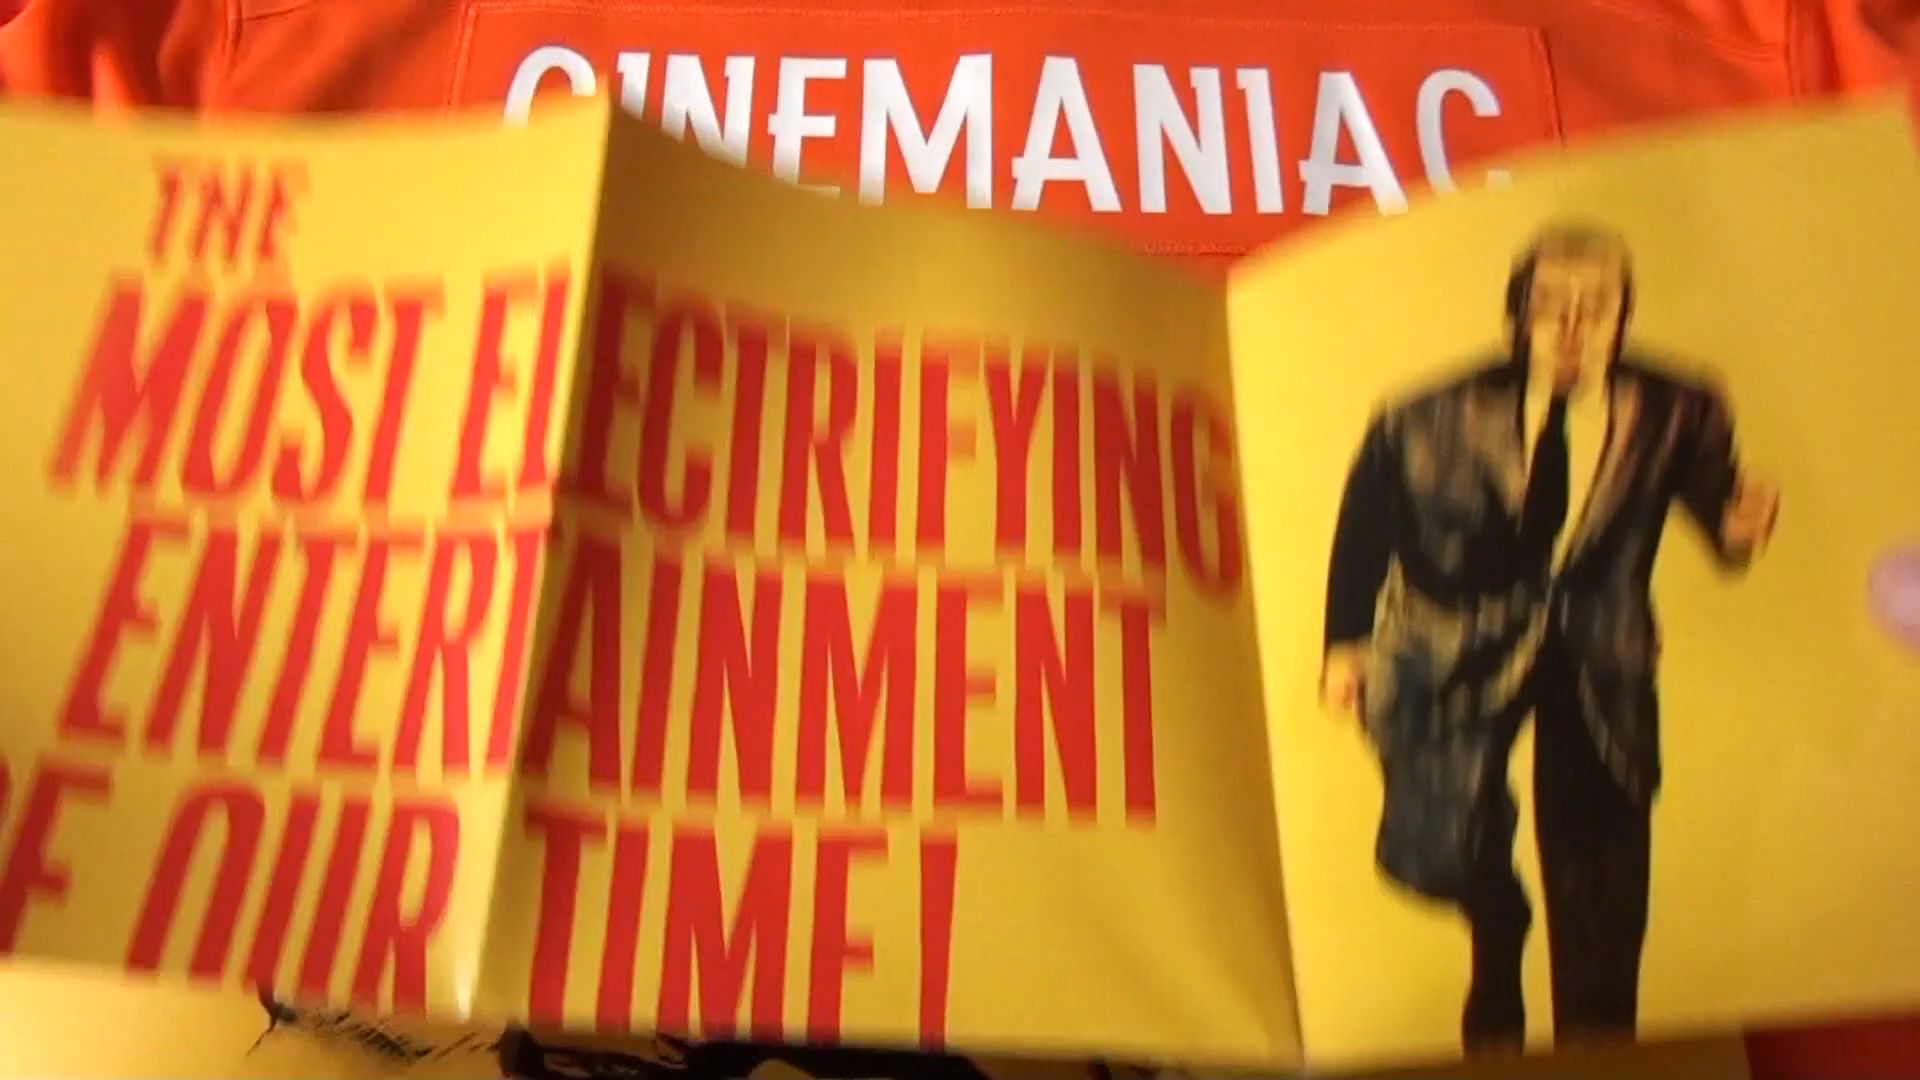 CINEMANIAC
THE
MOST ELECTRIFYING
ENTERTAINMENT
OF OUR TIME!